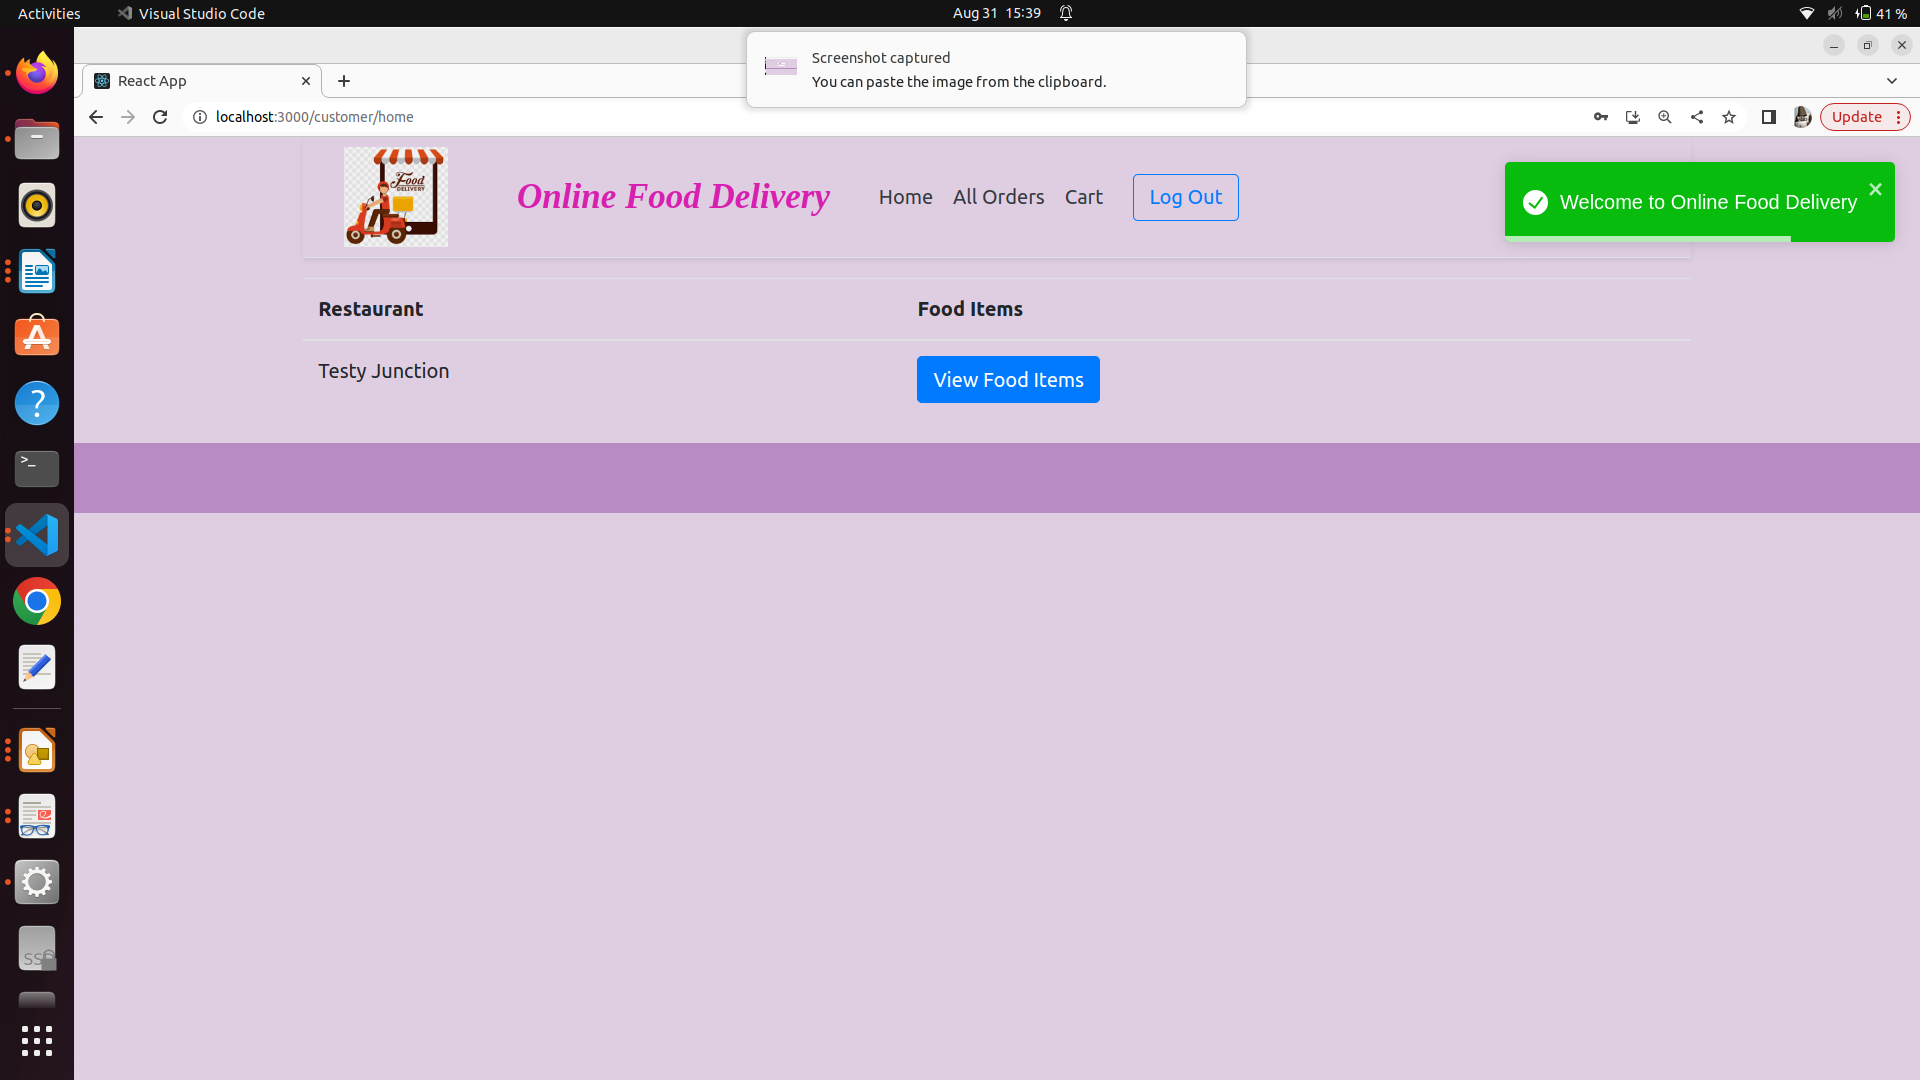 Activities
Visual Studio Code
Aug 31 15:39
41 %
Screenshot captured
You can paste the image from the clipboard.
React App
localhost:3000/customer/home
Update
Food
DELIVERY
Online Food Delivery
Home
All Orders
Cart
Log Out
Welcome to Online Food Delivery
Restaurant
Food Items
Testy Junction
View Food Items